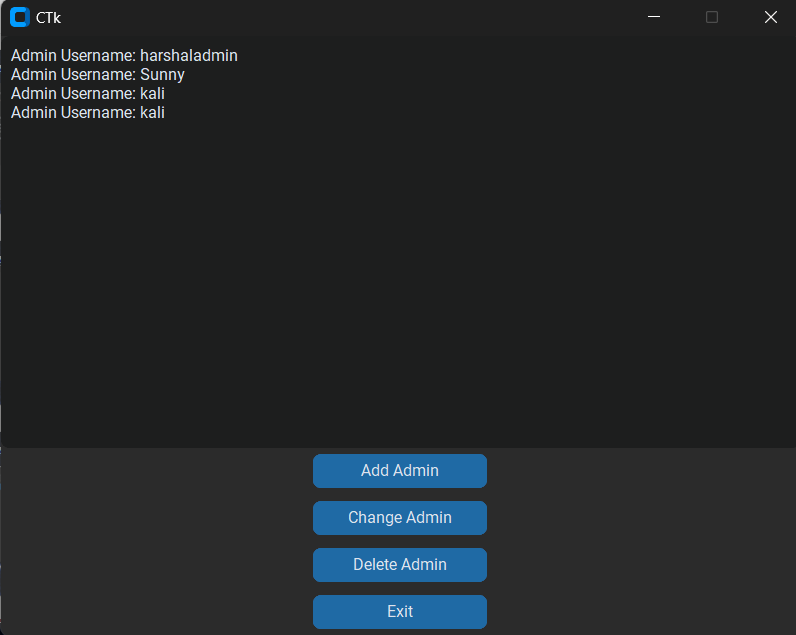 CTk
Admin Username: harshaladmin
Admin Username: Sunny
Admin Username: kali
Admin Username: kali
Add Admin
Change Admin
Delete Admin
Exit